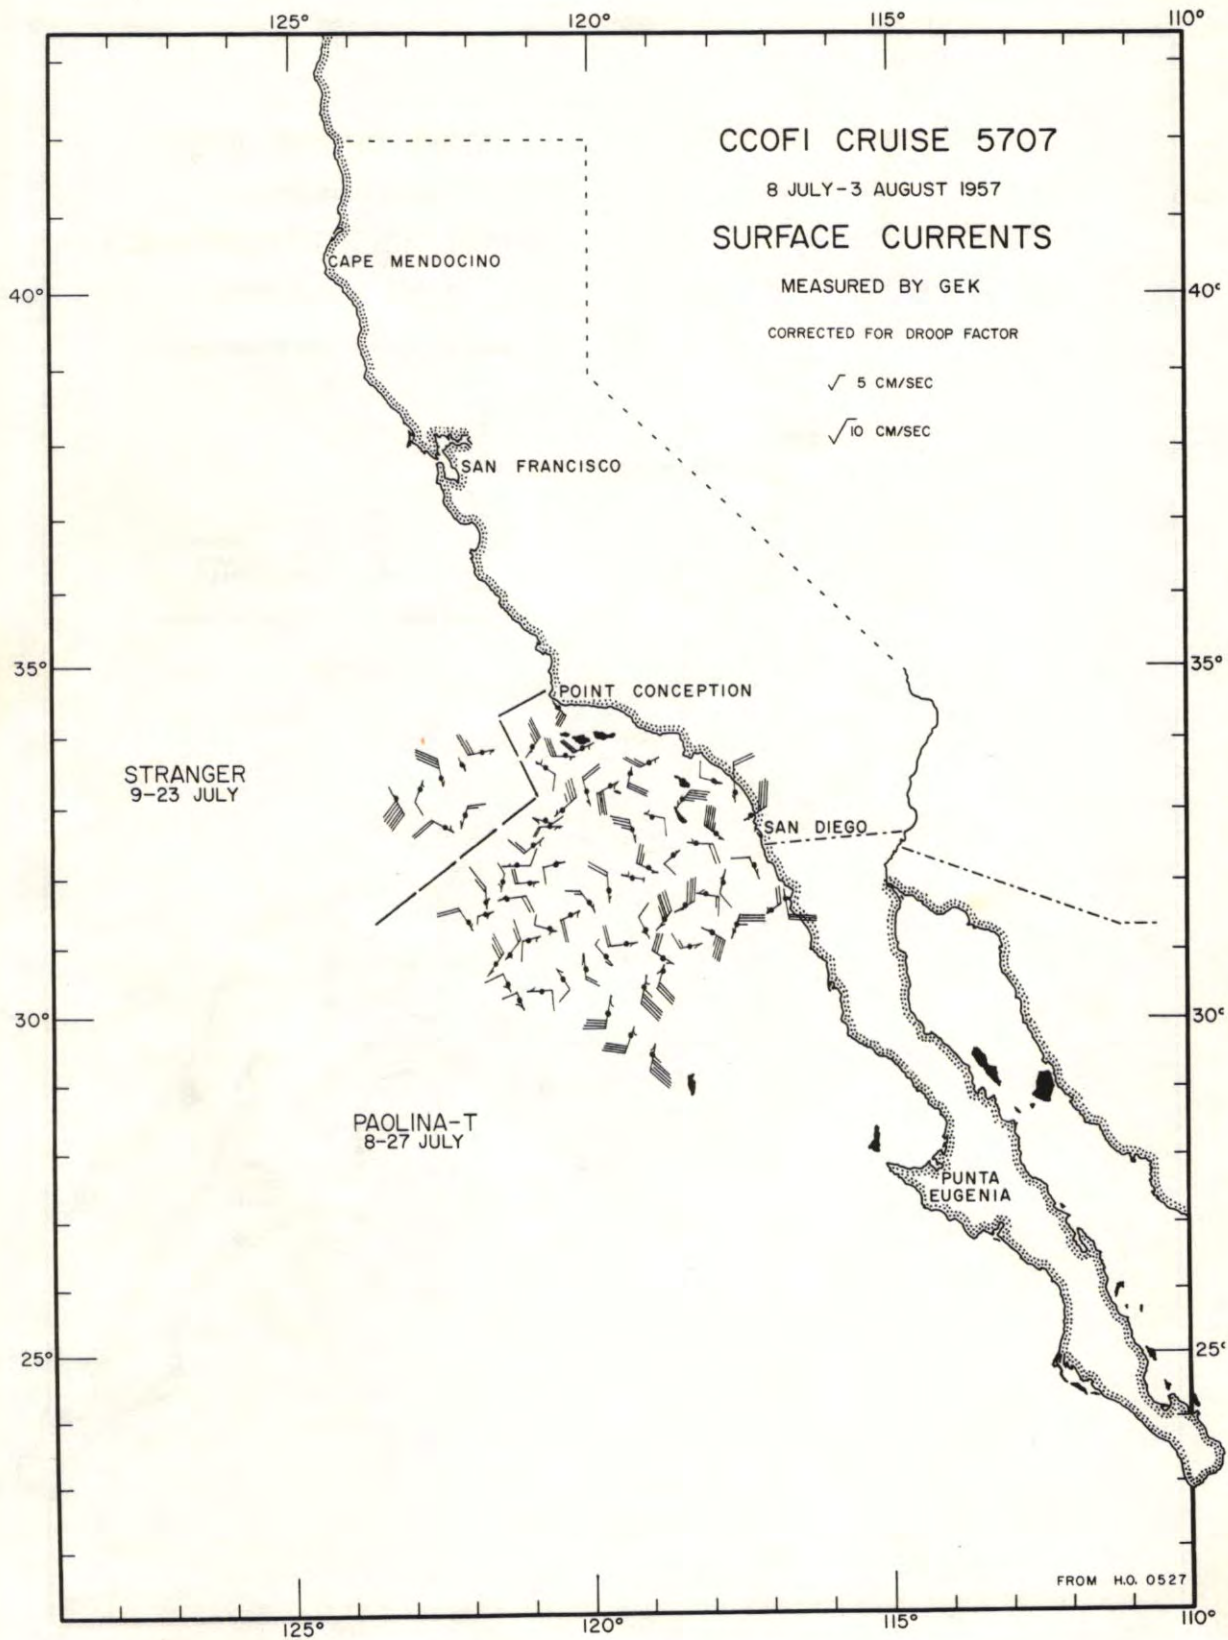 125° 120° 115° 110°
CCOFI CRUISE 5707
8 JULY-3 AUGUST 1957
SURFACE CURRENTS
MEASURED BY GEK
CORRECTED FOR DROOP FACTOR
5 CM/SEC
10 CM/SEC
CAPE MENDOCINO
40° 40°
SAN FRANCISCO
35° 35°
POINT CONCEPTION
STRANGER
9-23 JULY
SAN DIEGO
30° 30°
PAOLINA-T
8-27 JULY
PUNTA
EUGENIA
25° 25°
FROM H.O. 0527
125° 120° 115° 110°